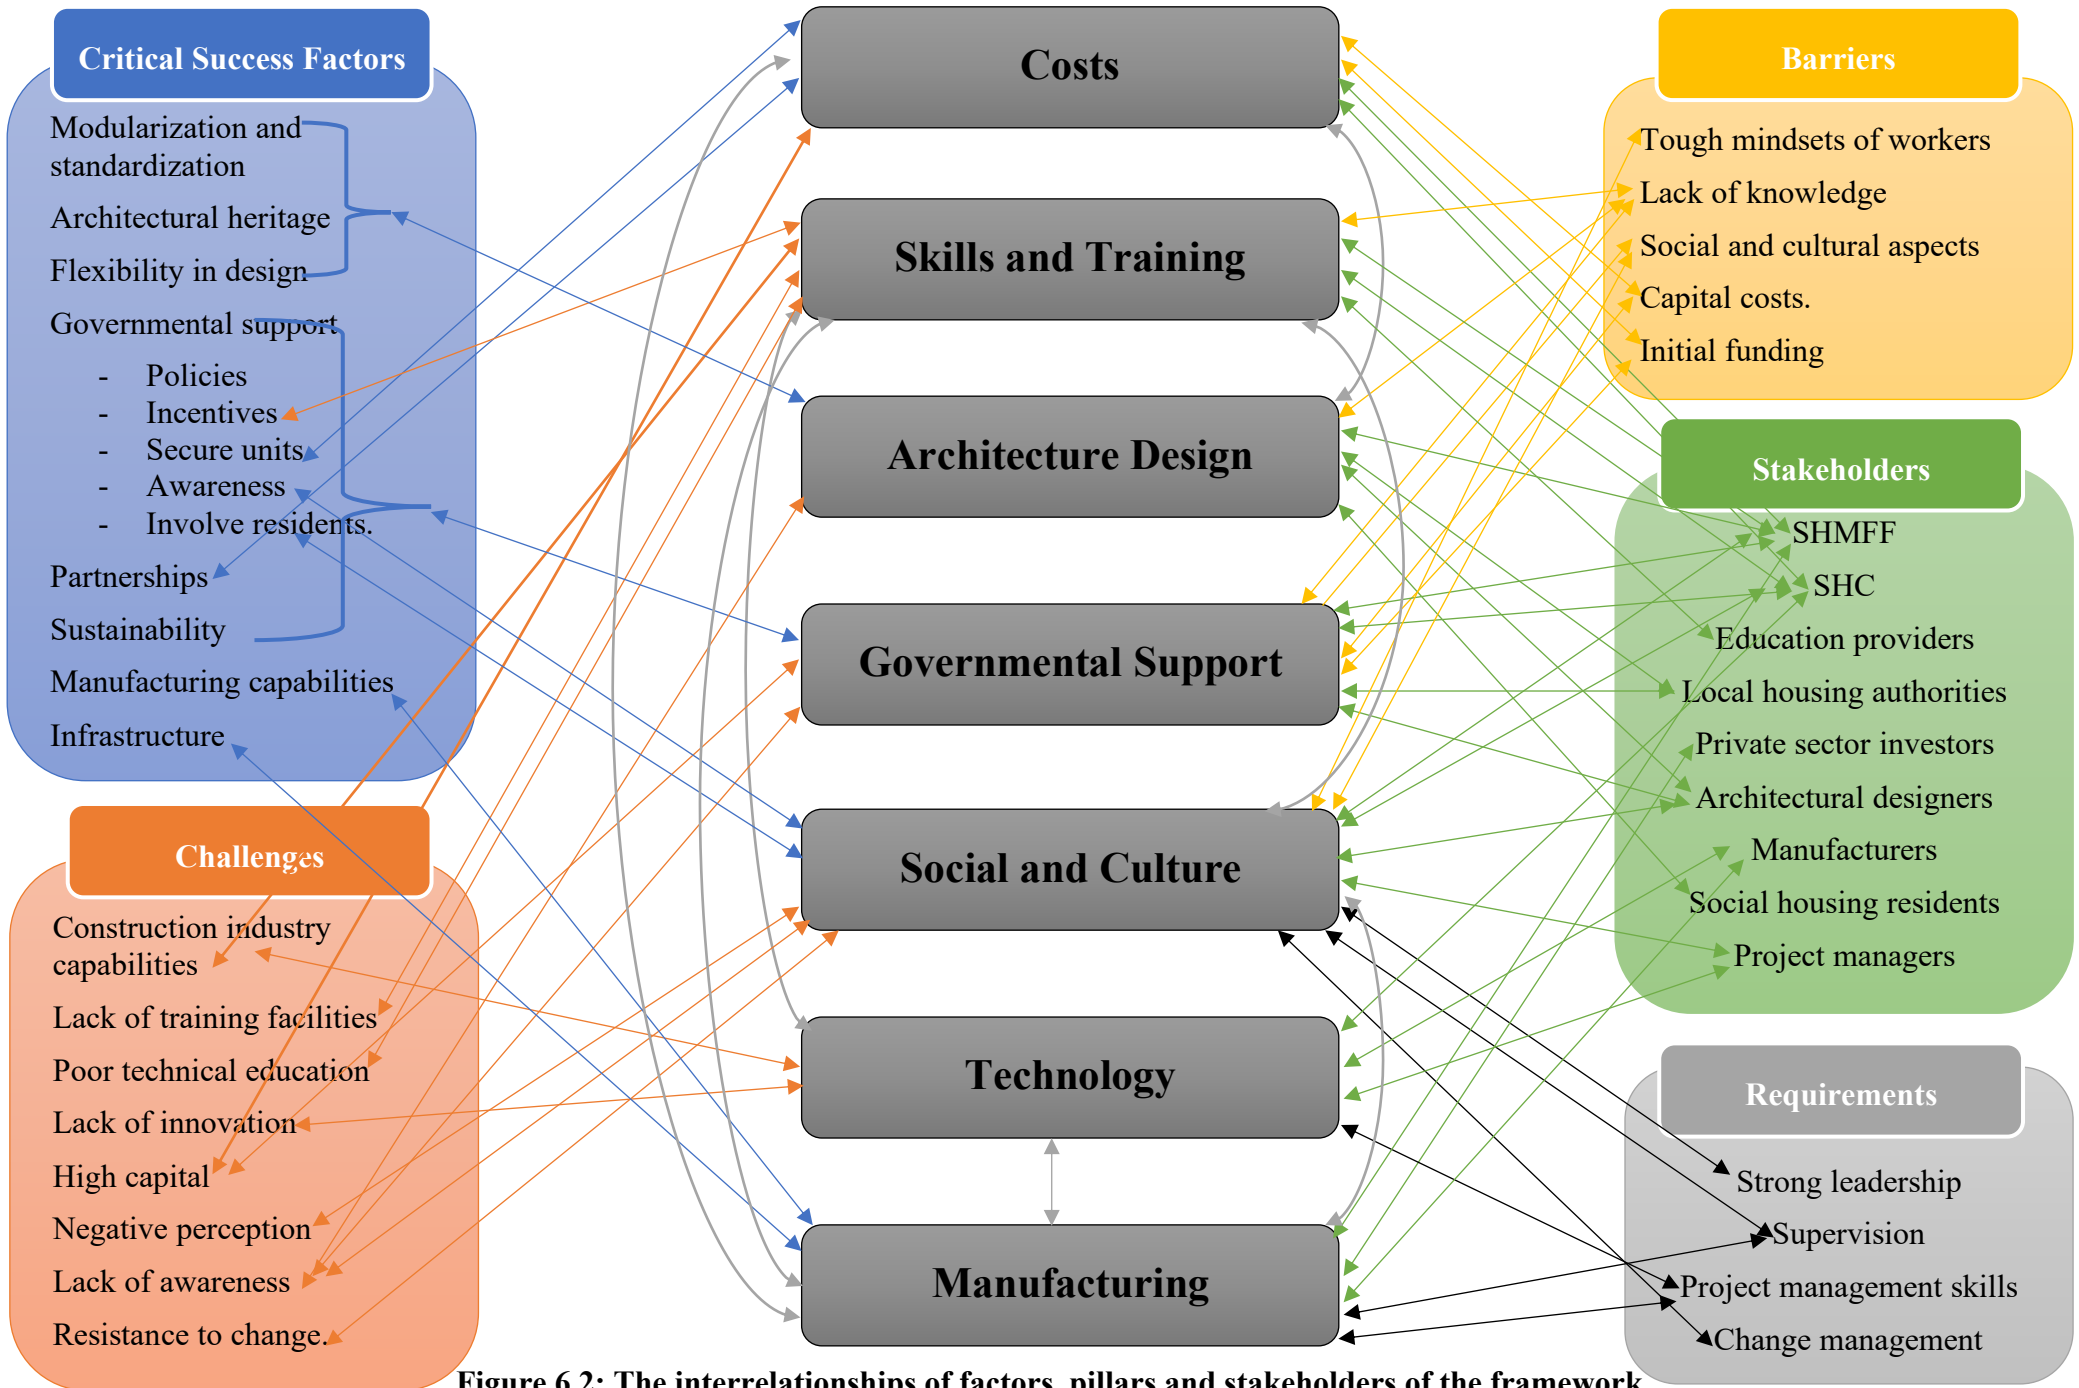 Critical Success Factors
Modularization and
standardization
Architectural heritage
Flexibility in design
Governmental support
- Policies
- Incentives
- Secure units
- Awareness
- Involve residents.
Partnerships
Sustainability
Manufacturing capabilities
Infrastructure
Challenges
Construction industry
capabilities
Lack of training facilities
Poor technical education
Lack of innovation
High capital
Negative perception
Lack of awareness
Resistance to change.
Costs
Skills and Training
Architecture Design
Governmental Support
Social and Culture
Technology
Manufacturing
Barriers
Tough mindsets of workers
Lack of knowledge
Social and cultural aspects
Capital costs.
Initial funding
Stakeholders
SHMFF
SHC
Education providers
Local housing authorities
Private sector investors
Architectural designers
Manufacturers
Social housing residents
Project managers
Requirements
Strong leadership
Supervision
Project management skills
Change management
Figure 6.2: The interrelationships of factors, pillars and stakeholders of the framework